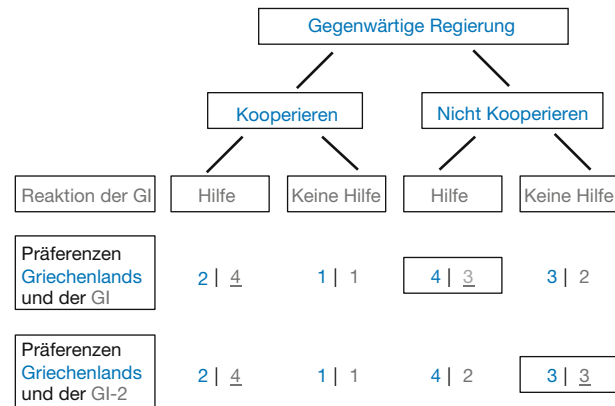 Gegenwärtige Regierung
Kooperieren Nicht Kooperieren
Reaktion der GI Hilfe Keine Hilfe Hilfe Keine Hilfe
Präferenzen
Griechenlands 2 | 4 1 | 1 4 | 3 3 | 2
und der GI
Präferenzen
Griechenlands 2 | 4 1 | 1 4 | 2 3 | 3
und der GI-2